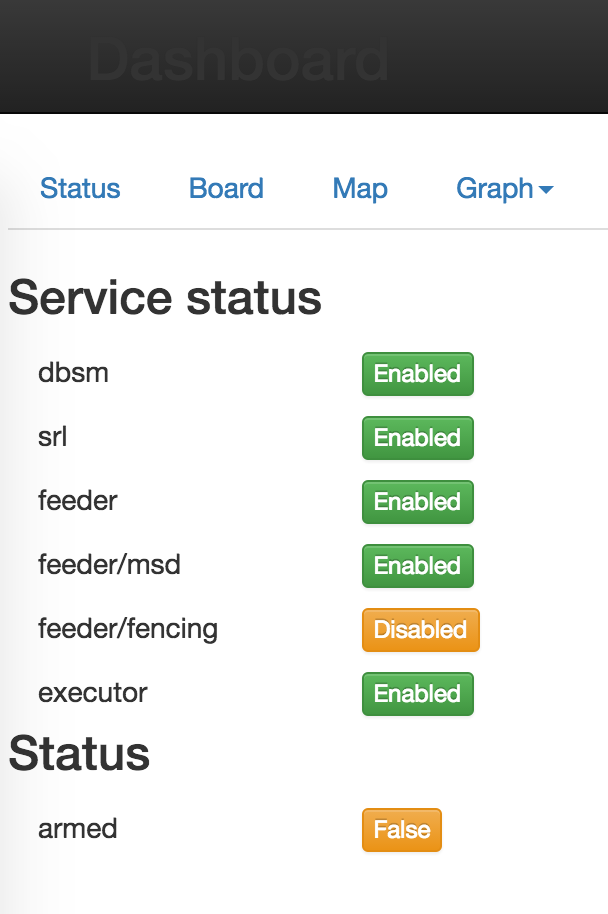 Dashboard
Status Board Map Graph
Service status
dbsm Enabled
srl Enabled
feeder Enabled
feeder/msd Enabled
feeder/fencing Disabled
executor Enabled
Status
armed False